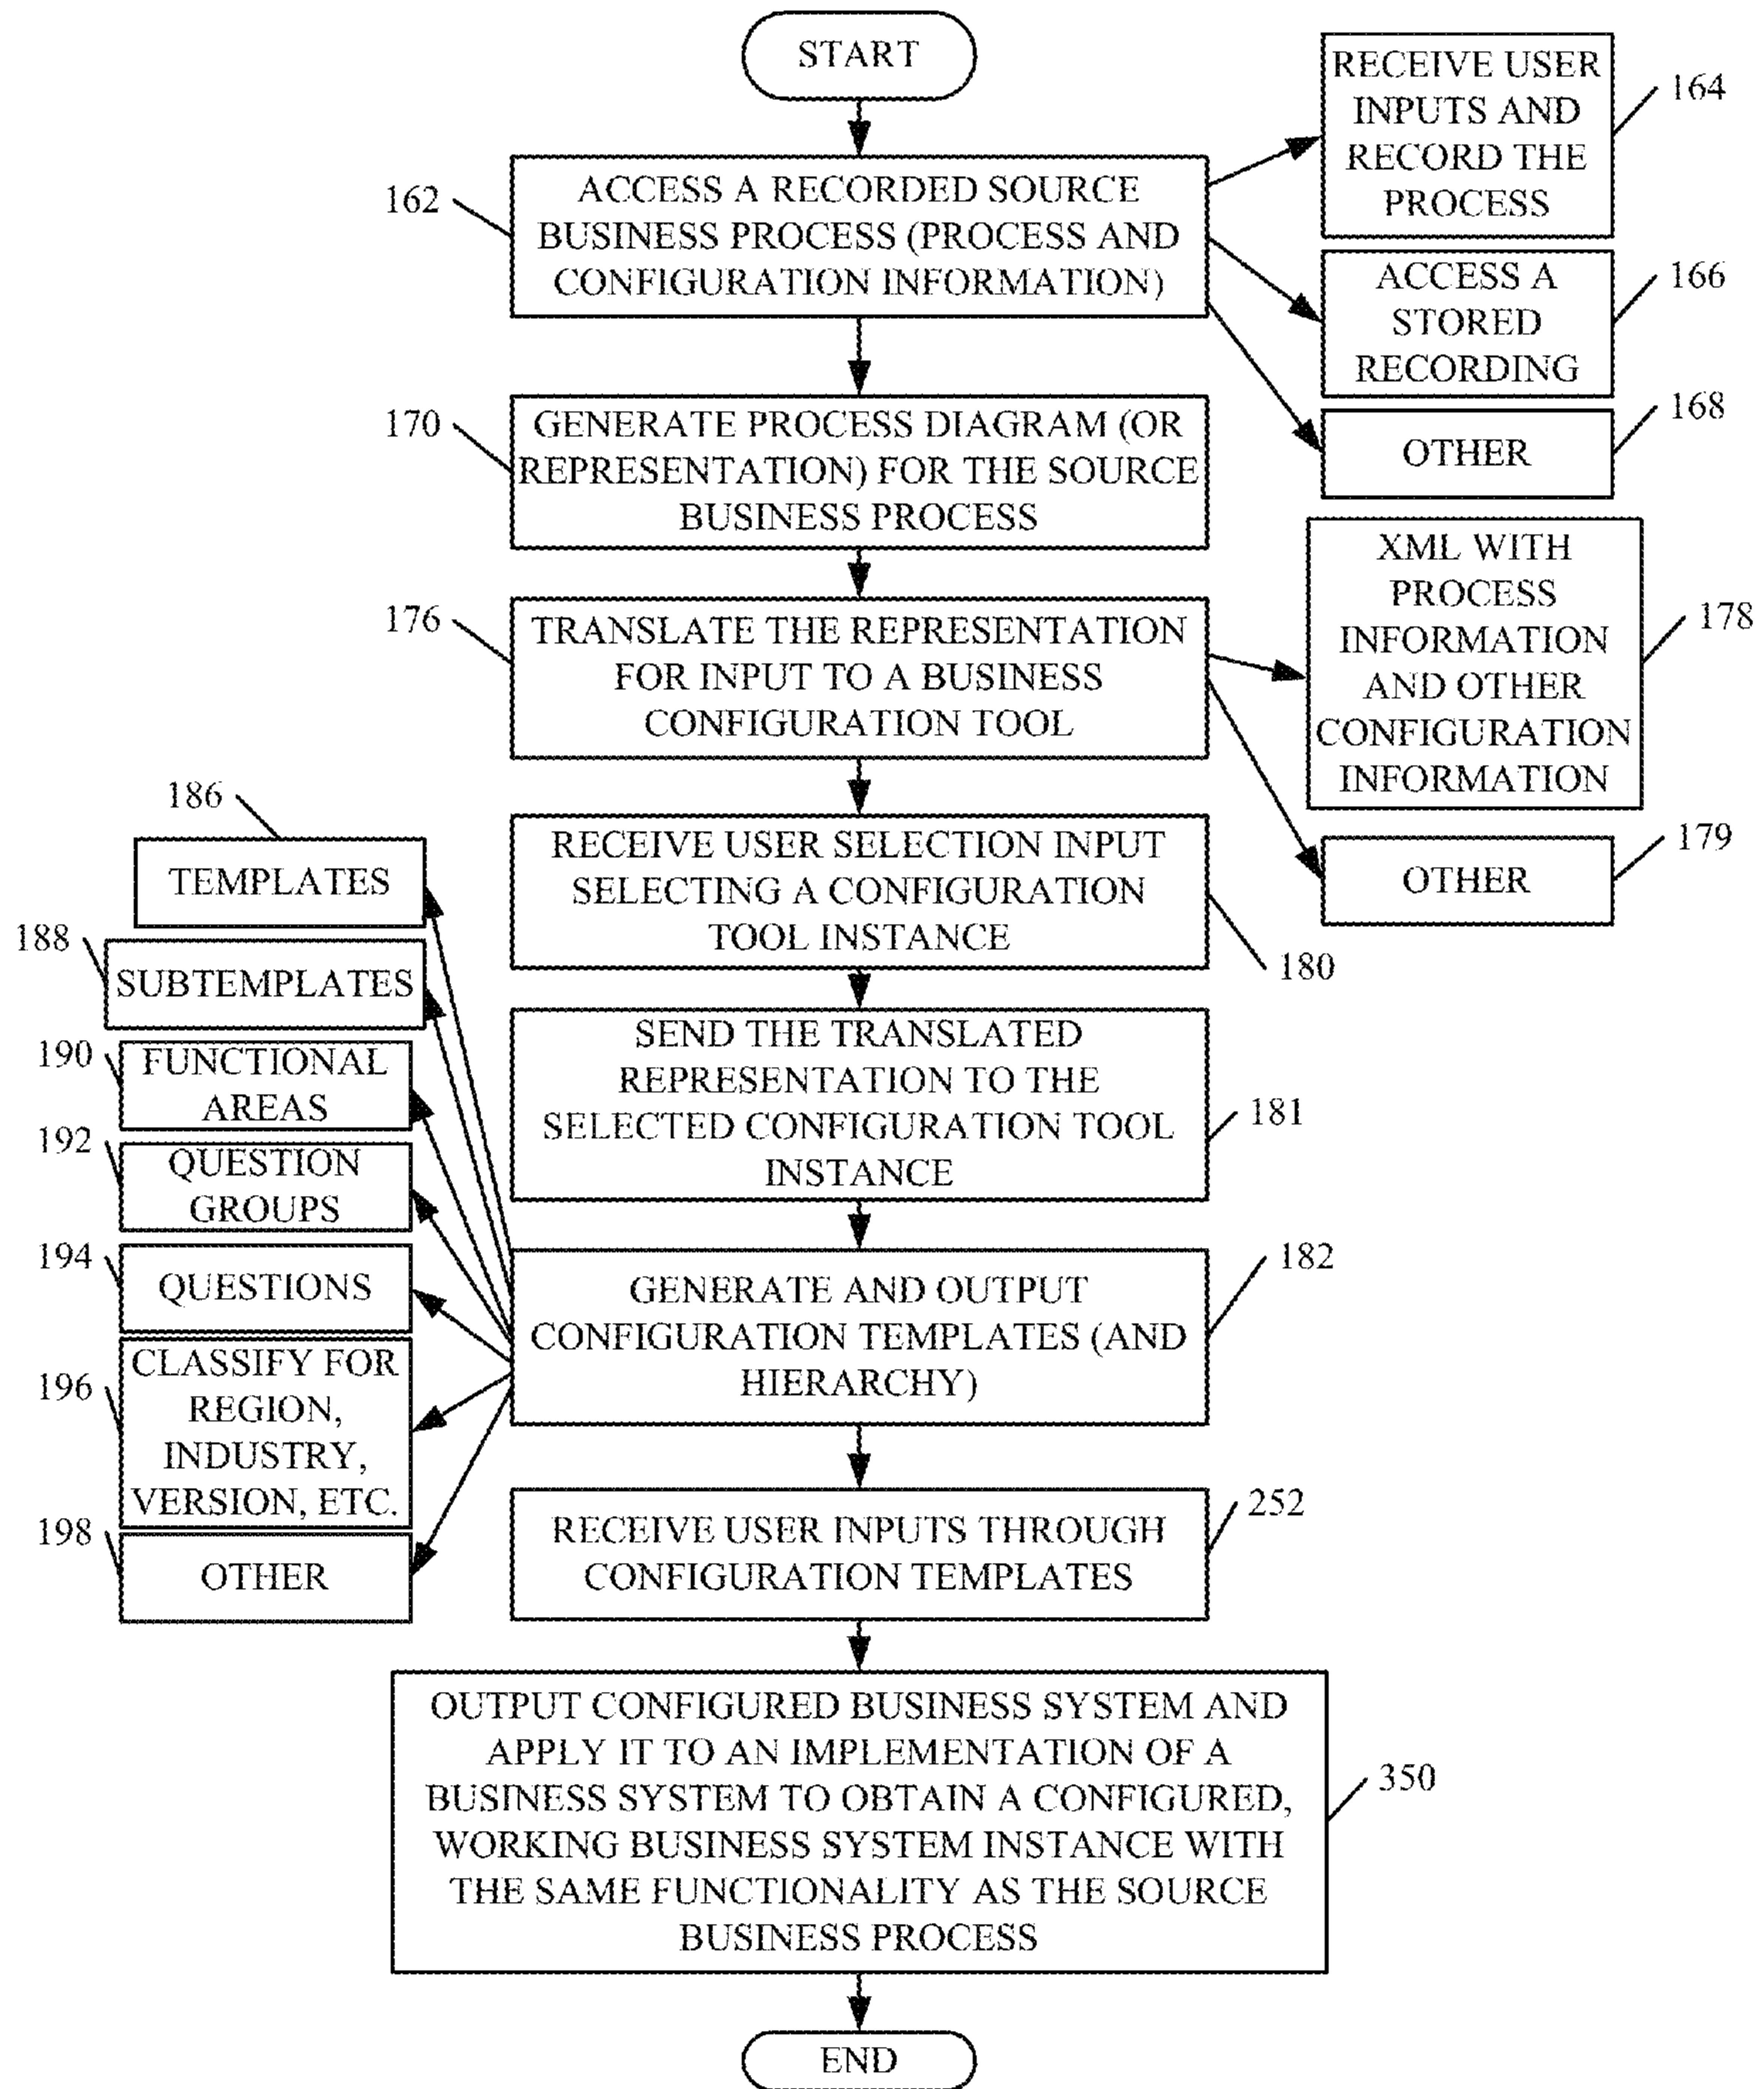 START
RECEIVE USER
INPUTS AND
RECORD THE
PROCESS
164
162
ACCESS A RECORDED SOURCE
BUSINESS PROCESS (PROCESS AND
CONFIGURATION INFORMATION)
ACCESS A
STORED
RECORDING
166
OTHER
168
170
GENERATE PROCESS DIAGRAM (OR
REPRESENTATION) FOR THE SOURCE
BUSINESS PROCESS
XML WITH
PROCESS
INFORMATION
AND OTHER
CONFIGURATION
INFORMATION
178
176
TRANSLATE THE REPRESENTATION
FOR INPUT TO A BUSINESS
CONFIGURATION TOOL
OTHER
179
RECEIVE USER SELECTION INPUT
SELECTING A CONFIGURATION
TOOL INSTANCE
180
SEND THE TRANSLATED
REPRESENTATION TO THE
SELECTED CONFIGURATION TOOL
INSTANCE
181
186
TEMPLATES
188
SUBTEMPLATES
190
FUNCTIONAL
AREAS
192
QUESTION
GROUPS
194
QUESTIONS
196
CLASSIFY FOR
REGION,
INDUSTRY,
VERSION, ETC.
198
OTHER
GENERATE AND OUTPUT
CONFIGURATION TEMPLATES (AND
HIERARCHY)
182
RECEIVE USER INPUTS THROUGH
CONFIGURATION TEMPLATES
252
OUTPUT CONFIGURED BUSINESS SYSTEM AND
APPLY IT TO AN IMPLEMENTATION OF A
BUSINESS SYSTEM TO OBTAIN A CONFIGURED,
WORKING BUSINESS SYSTEM INSTANCE WITH
THE SAME FUNCTIONALITY AS THE SOURCE
BUSINESS PROCESS
350
END